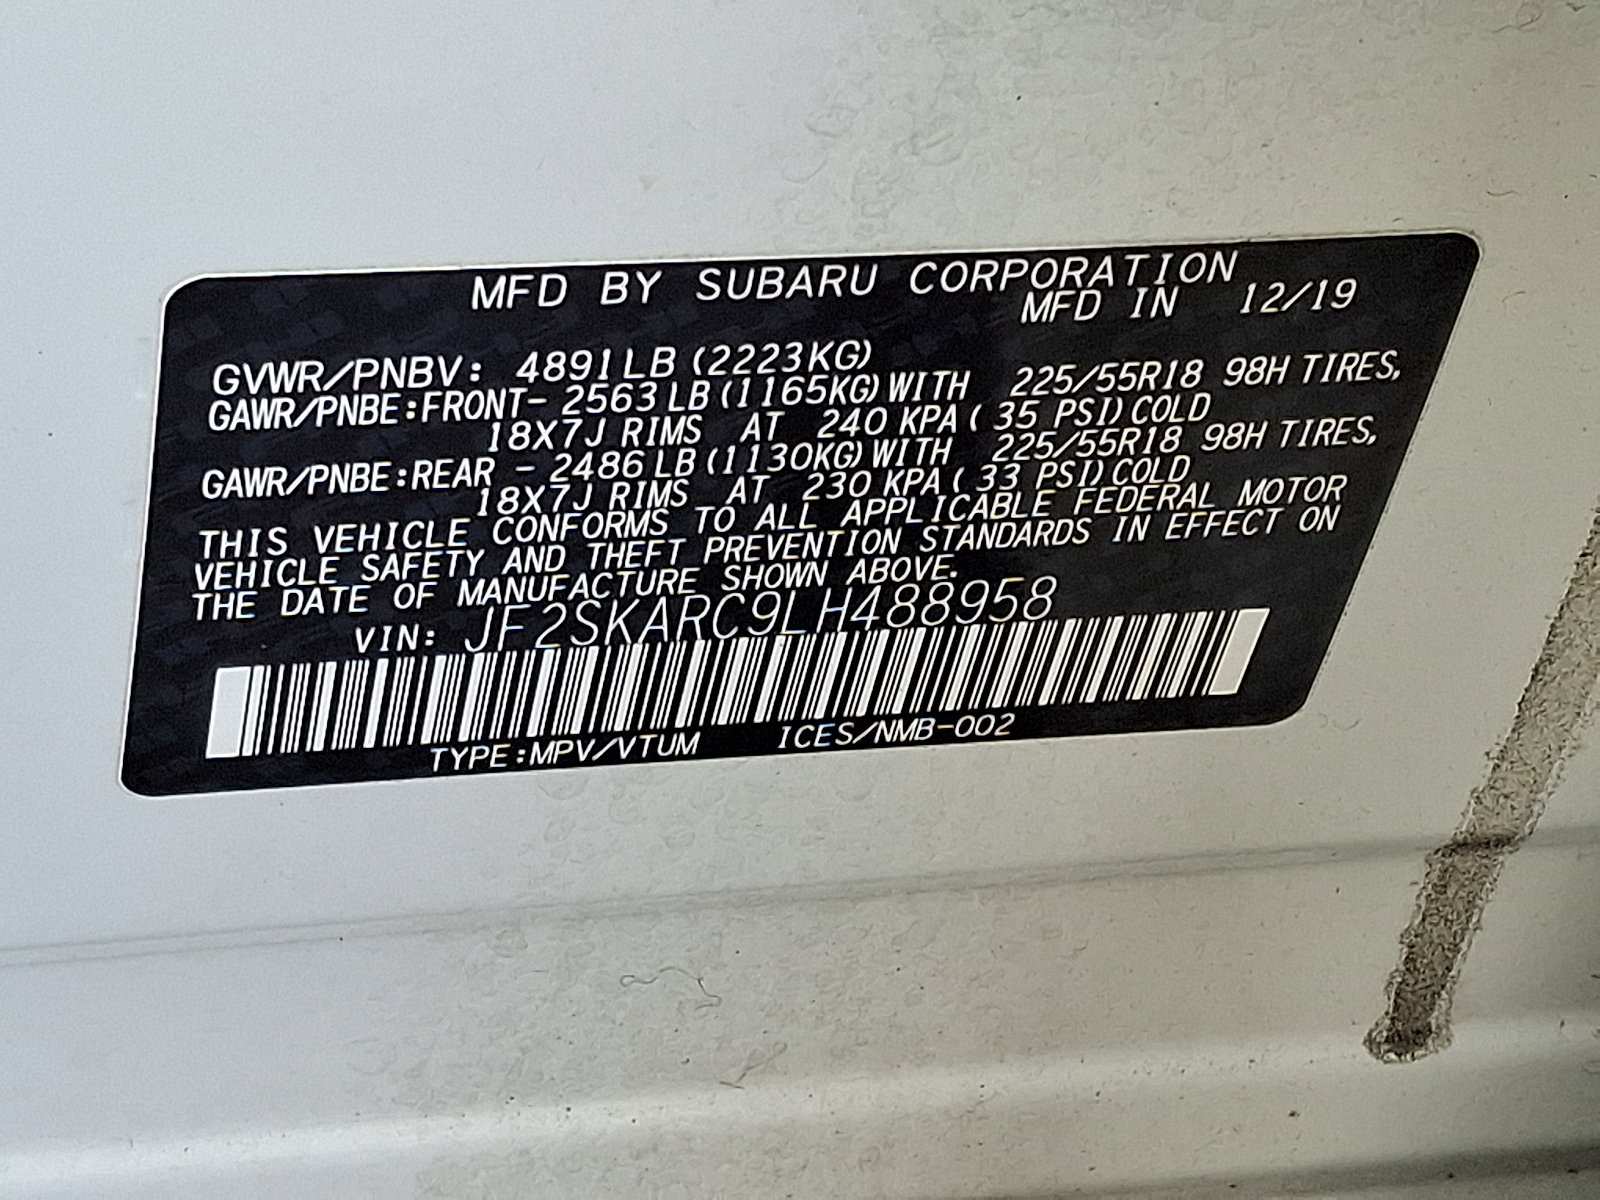 MFD BY SUBARU CORPORATION
MFD IN 12/19
GVWR/PNBV: 4891LB (2223KG)
GAWR/PNBE:FRONT- 2563LB (1165KG) WITH 225/55R18 98H TIRES,
18X7J RIMS AT 240 KPA ( 35 PSI) COLD
GAWR/PNBE:REAR - 2486LB (1130KG) WITH 225/55R18 98H TIRES,
18X7J RIMS AT 230 KPA ( 33 PSI) COLD
THIS VEHICLE CONFORMS TO ALL APPLICABLE FEDERAL MOTOR
VEHICLE SAFETY AND THEFT PREVENTION STANDARDS IN EFFECT ON
THE DATE OF MANUFACTURE SHOWN ABOVE.
VIN: JF2SKARC9LH488958
TYPE:MPV/VTUM ICES/NMB-002